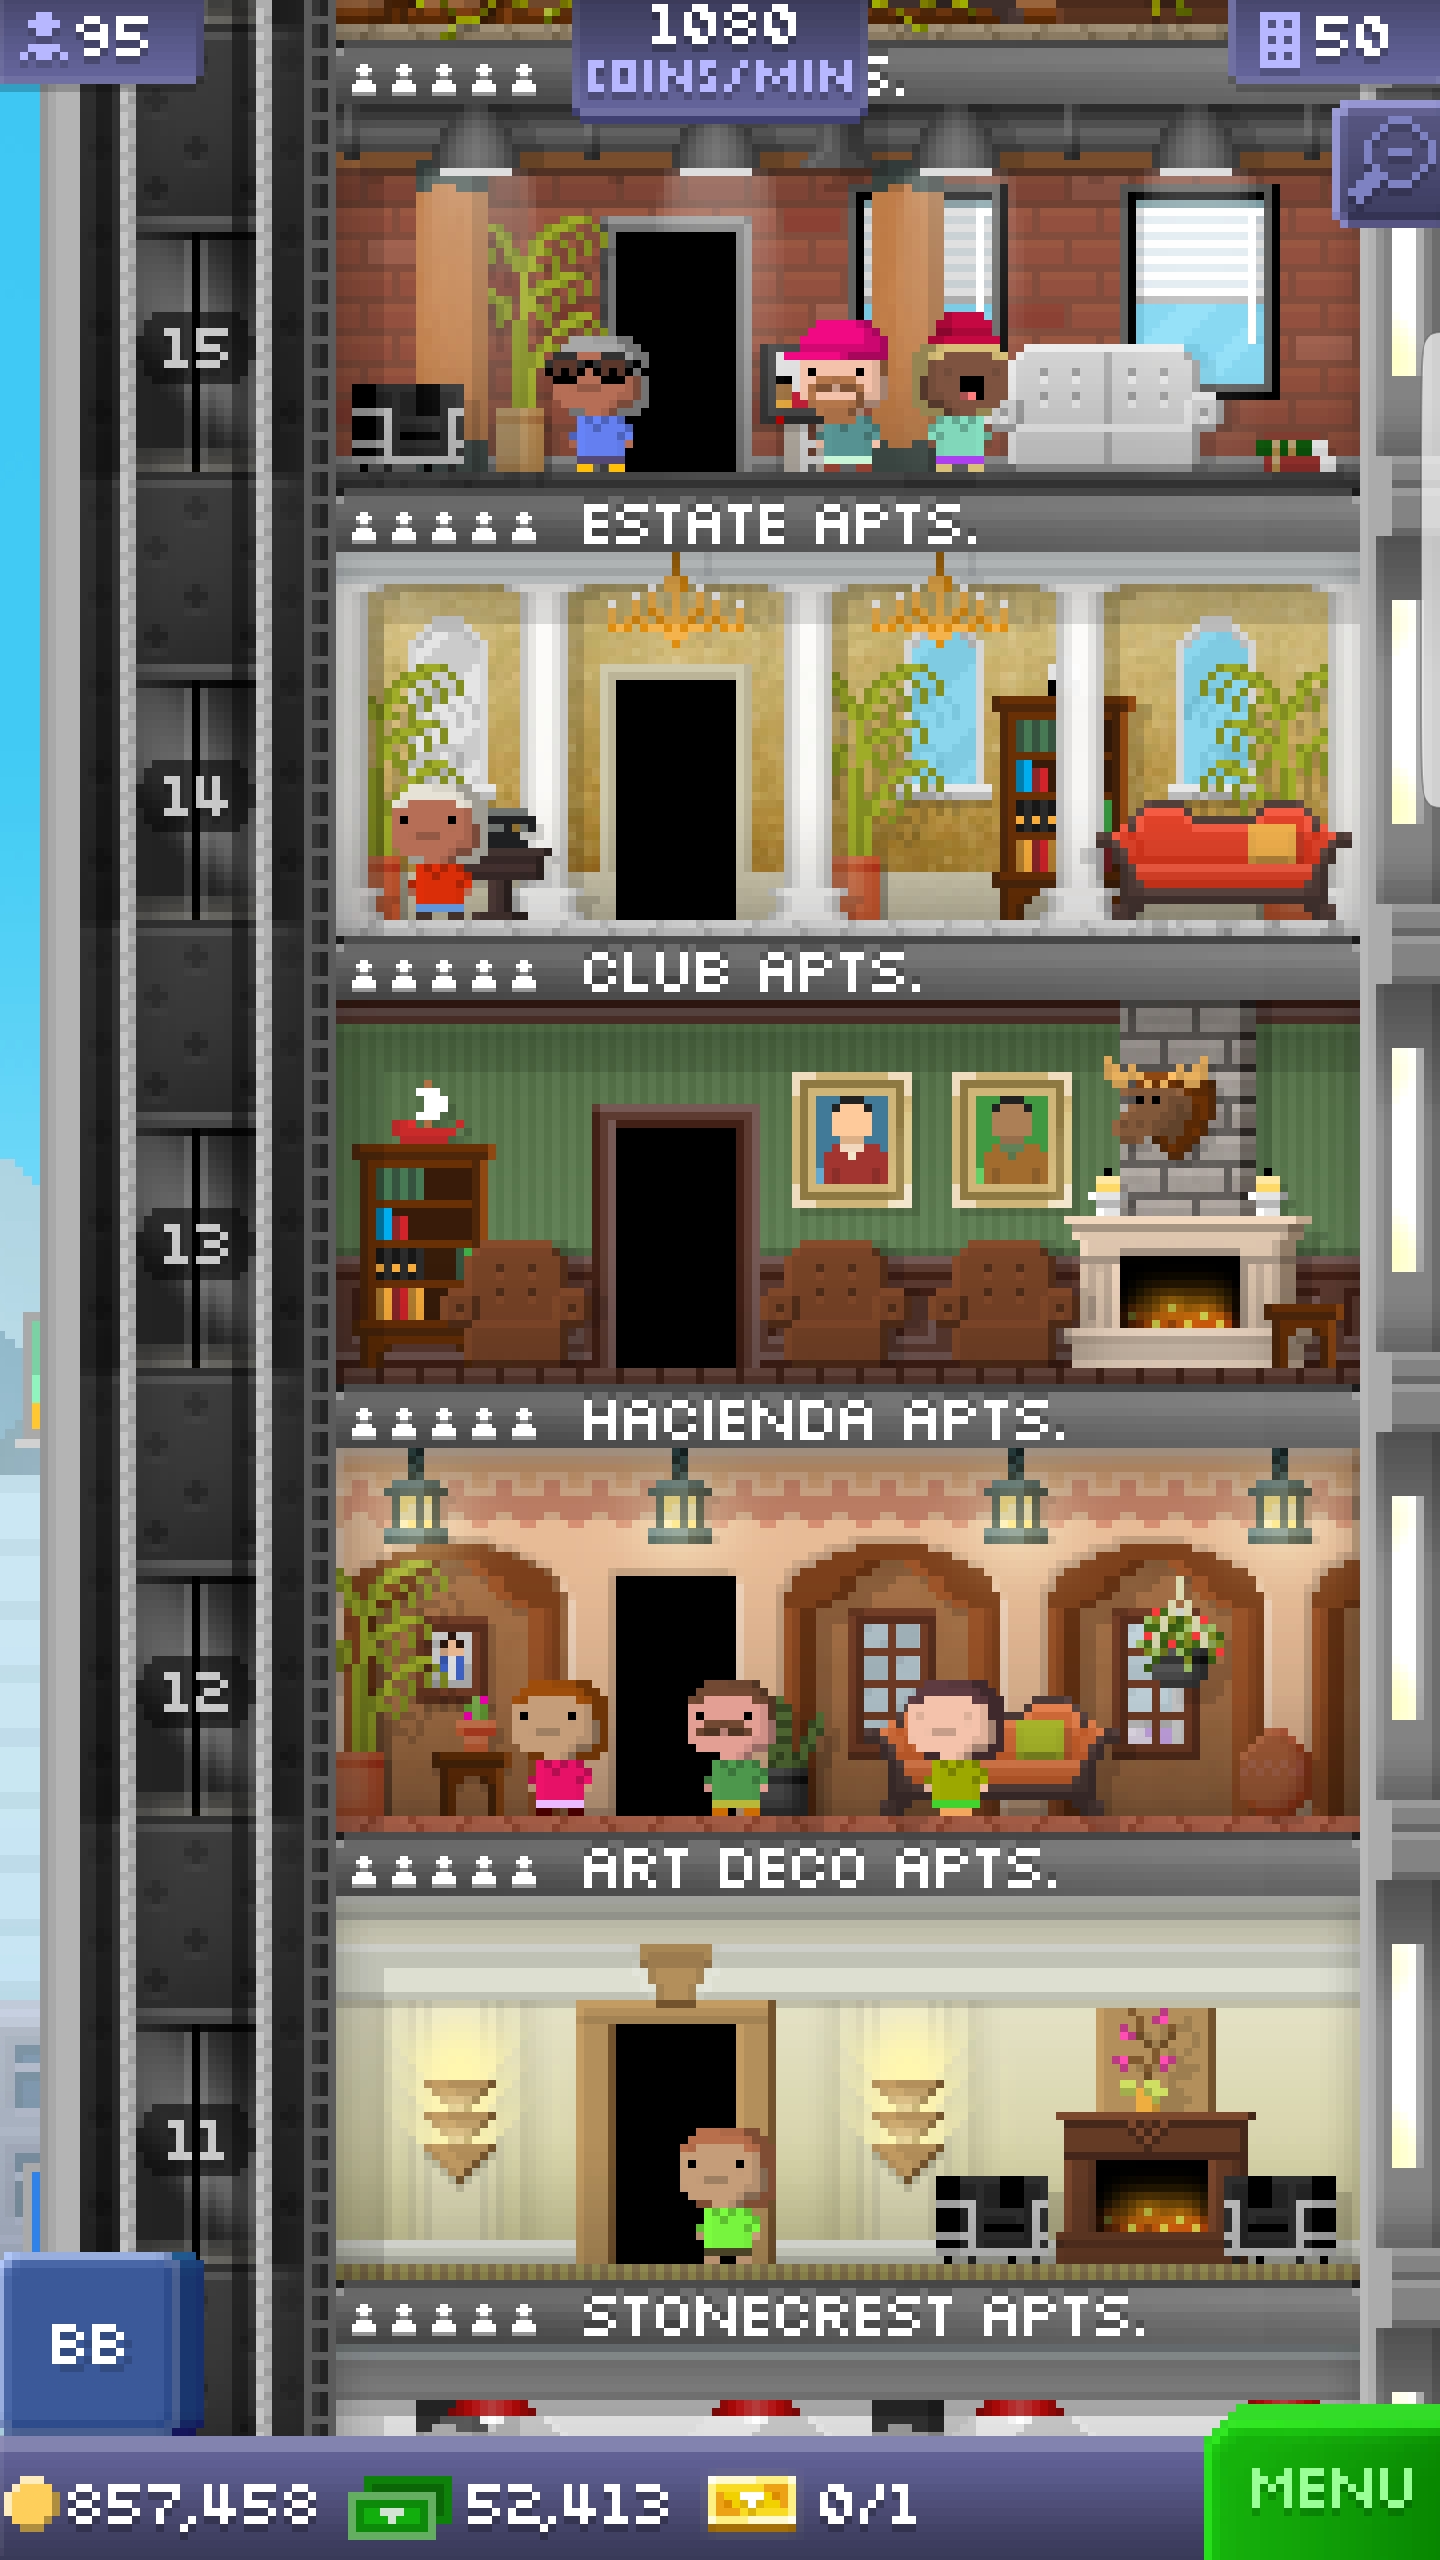 95
1080
COINS/MIN
50
S.
15
ESTATE APTS.
14
CLUB APTS.
13
HACIENDA APTS.
12
ART DECO APTS.
11
STONECREST APTS.
BB
857,458
52,413
0/1
MENU